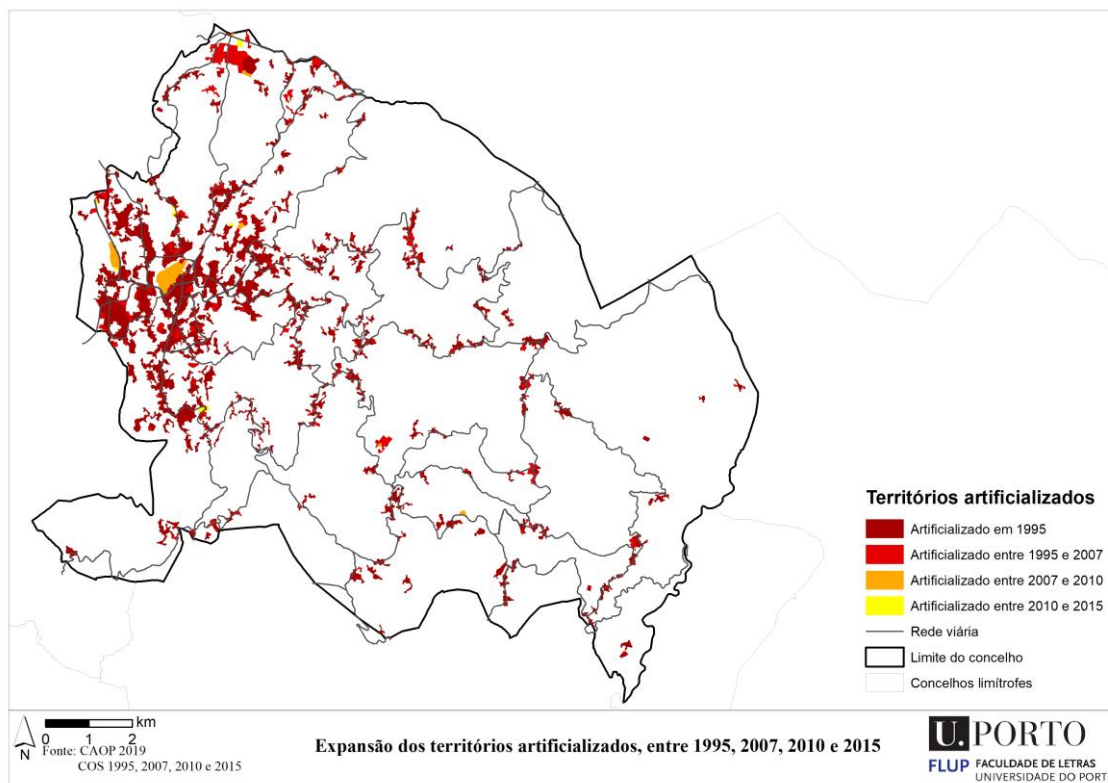 Territórios artificializados
Artificializado em 1995
Artificializado entre 1995 e 2007
Artificializado entre 2007 e 2010
Artificializado entre 2010 e 2015
Rede viária
Limite do concelho
Concelhos limítrofes
km
0 1 2
N
Fonte: CAOP 2019
COS 1995, 2007, 2010 e 2015
Expansão dos territórios artificializados, entre 1995, 2007, 2010 e 2015
U. PORTO
FLUP FACULDADE DE LETRAS
UNIVERSIDADE DO PORT